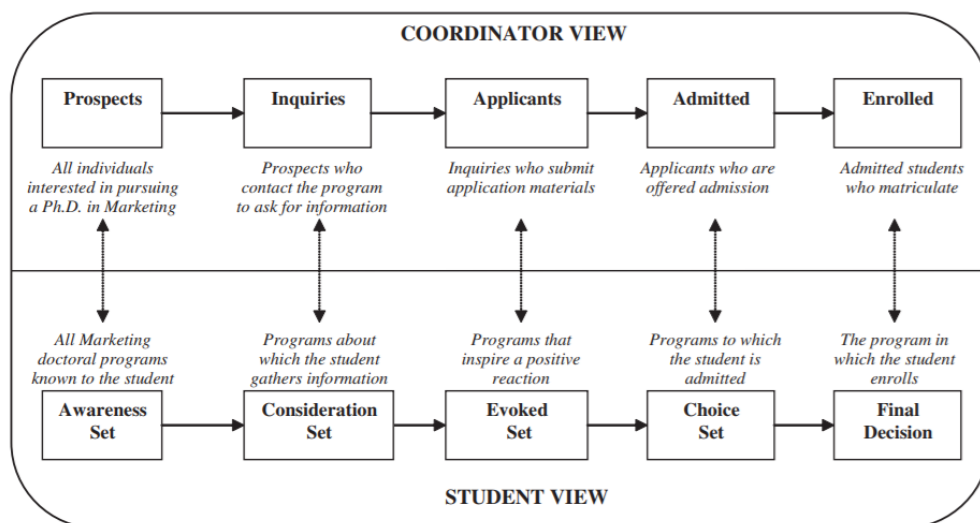 COORDINATOR VIEW
Prospects
Inquiries
Applicants
Admitted
Enrolled
All individuals
interested in pursuing
a Ph.D. in Marketing
Prospects who
contact the program
to ask for information
Inquiries who submit
application materials
Applicants who are
offered admission
Admitted students
who matriculate
All Marketing
doctoral programs
known to the student
Programs about
which the student
gathers information
Programs that
inspire a positive
reaction
Programs to which
the student is
admitted
The program in
which the student
enrolls
Awareness
Set
Consideration
Set
Evoked
Set
Choice
Set
Final
Decision
STUDENT VIEW